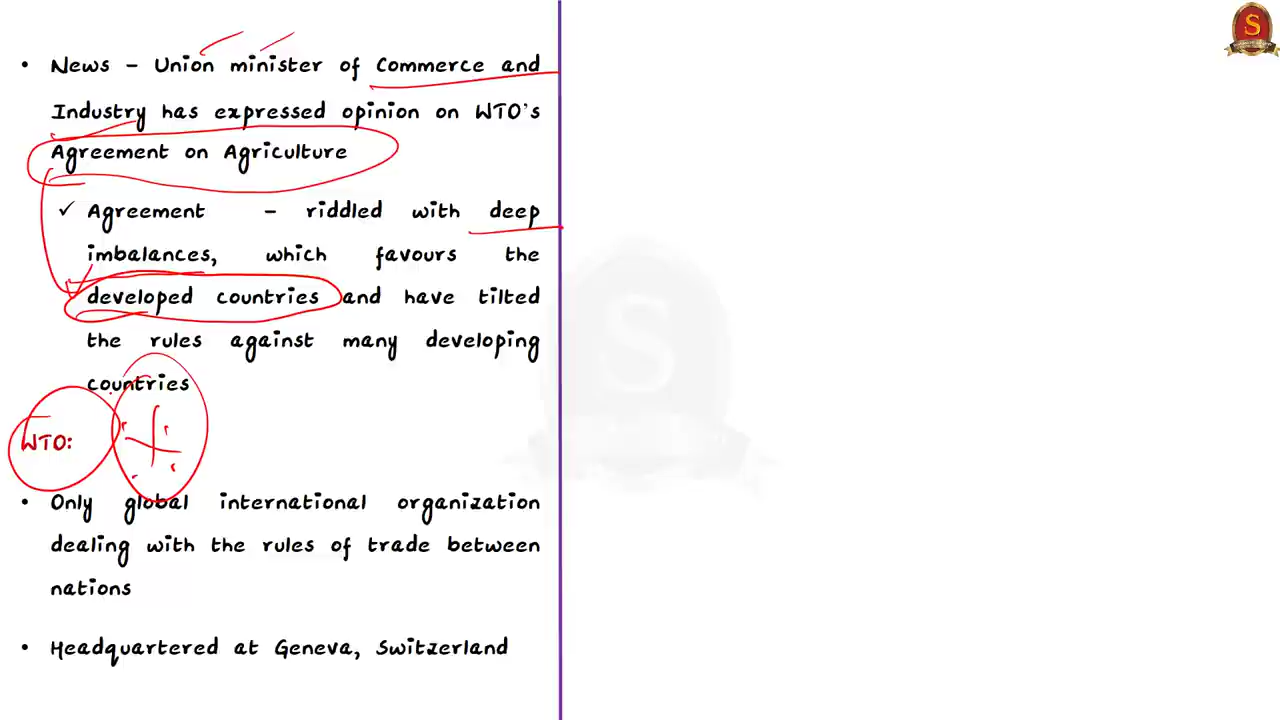 • News - Union minister of Commerce and
Industry has expressed opinion on WTO's
Agreement on Agriculture
✓ Agreement - riddled with deep
imbalances, which favours the
developed countries and have tilted
the rules against many developing
countries
WTO:
• Only global international organization
dealing with the rules of trade between
nations
• Headquartered at Geneva, Switzerland
S
S